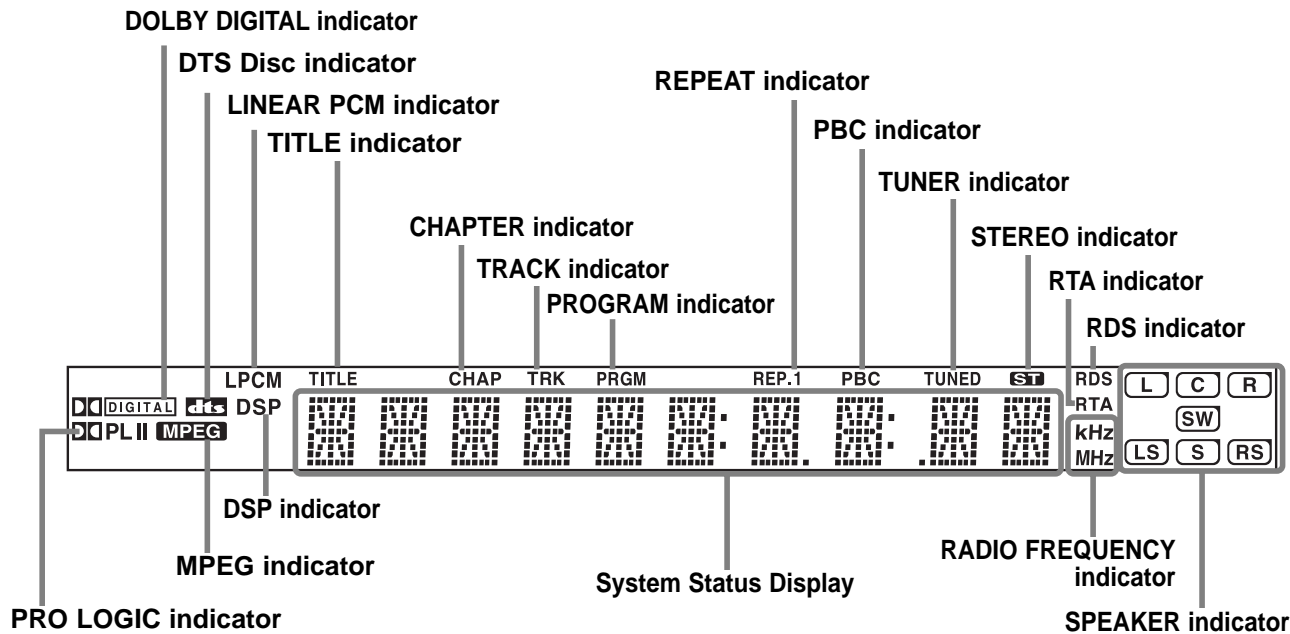 DOLBY DIGITAL indicator
DTS Disc indicator
LINEAR PCM indicator
TITLE indicator
REPEAT indicator
PBC indicator
TUNER indicator
CHAPTER indicator
STEREO indicator
TRACK indicator
RTA indicator
PROGRAM indicator
RDS indicator
LPCM TITLE CHAP TRK PRGM REP.1 PBC TUNED ST RDS
L C R
DIGITAL dts DSP RTA
SW
PL II MPEG kHz
MHz
LS S RS
DSP indicator
MPEG indicator
System Status Display
RADIO FREQUENCY
indicator
PRO LOGIC indicator
SPEAKER indicator